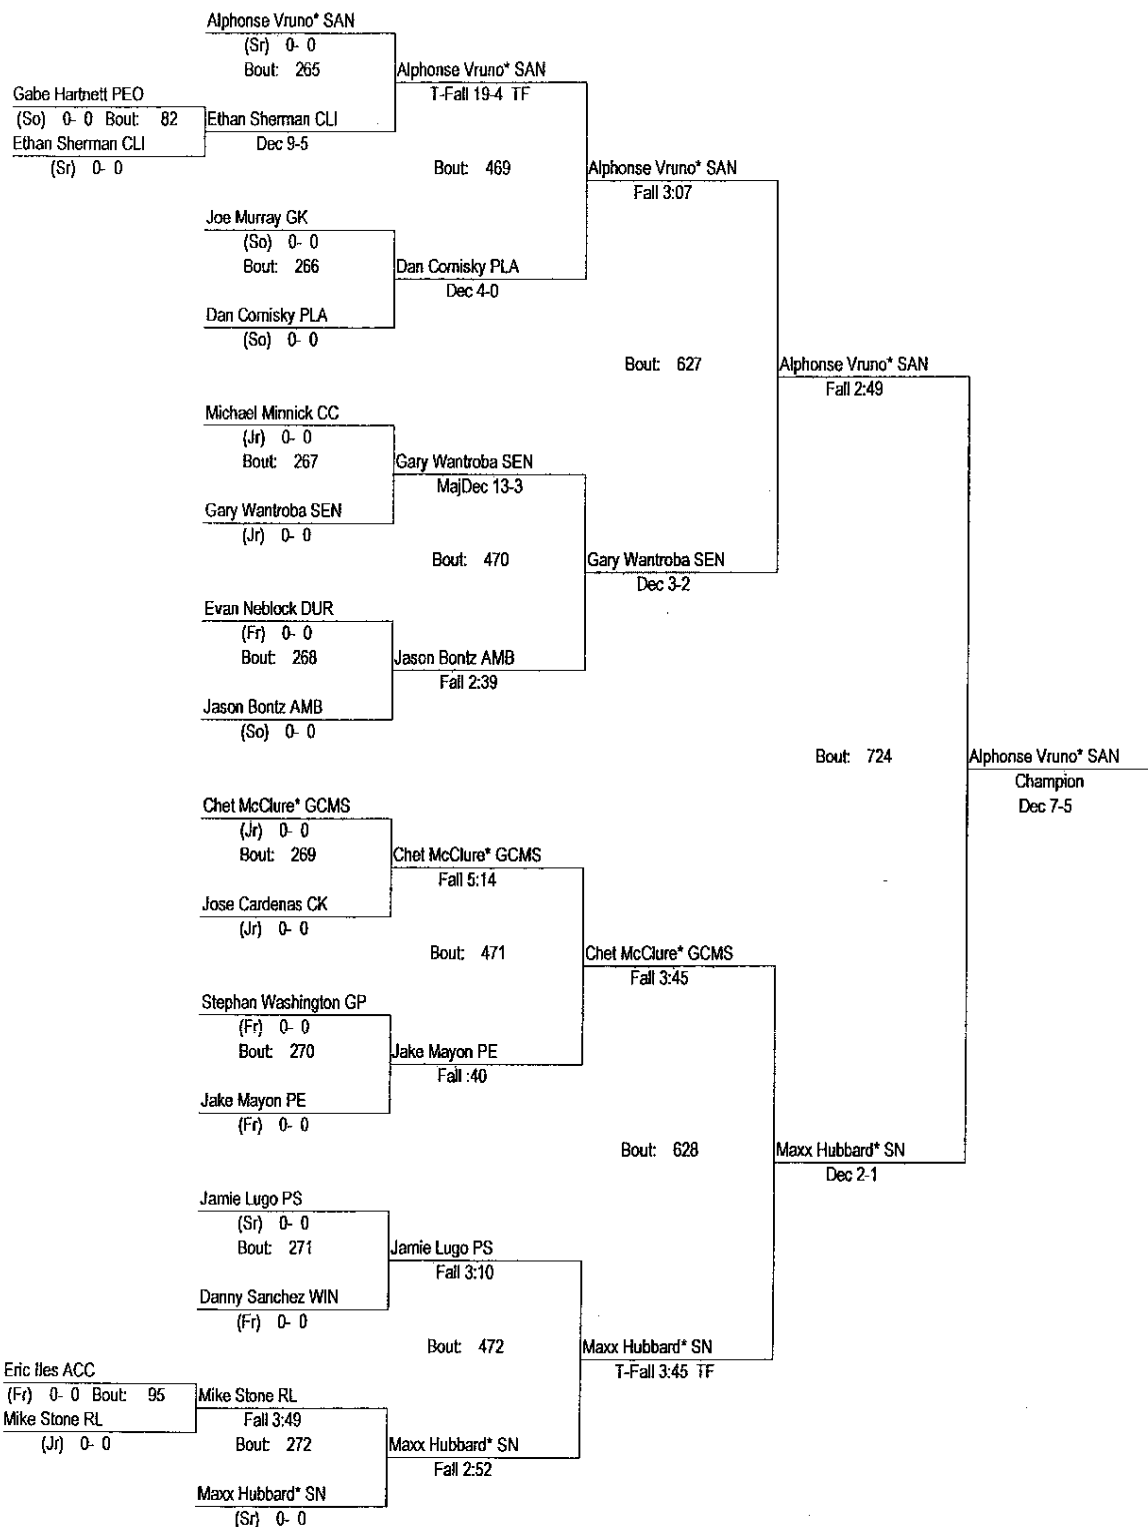 Alphonse Vruno* SAN
(Sr) 0- 0
Bout: 265
Alphonse Vruno* SAN
T-Fall 19-4 TF
Gabe Hartnett PEO
(So) 0- 0 Bout: 82
Ethan Sherman CLI
Ethan Sherman CLI
Dec 9-5
(Sr) 0- 0
Bout: 469
Alphonse Vruno* SAN
Fall 3:07
Joe Murray GK
(So) 0- 0
Bout: 266
Dan Comisky PLA
Dec 4-0
Dan Comisky PLA
(So) 0- 0
Bout: 627
Alphonse Vruno* SAN
Fall 2:49
Michael Minnick CC
(Jr) 0- 0
Bout: 267
Gary Wantroba SEN
MajDec 13-3
Gary Wantroba SEN
(Jr) 0- 0
Bout: 470
Gary Wantroba SEN
Dec 3-2
Evan Neblock DUR
(Fr) 0- 0
Bout: 268
Jason Bontz AMB
Fall 2:39
Jason Bontz AMB
(So) 0- 0
Bout: 724
Alphonse Vruno* SAN
Champion
Dec 7-5
Chet McClure* GCMS
(Jr) 0- 0
Bout: 269
Chet McClure* GCMS
Fall 5:14
Jose Cardenas CK
(Jr) 0- 0
Bout: 471
Chet McClure* GCMS
Fall 3:45
Stephan Washington GP
(Fr) 0- 0
Bout: 270
Jake Mayon PE
Fall :40
Jake Mayon PE
(Fr) 0- 0
Bout: 628
Maxx Hubbard* SN
Dec 2-1
Jamie Lugo PS
(Sr) 0- 0
Bout: 271
Jamie Lugo PS
Fall 3:10
Danny Sanchez WIN
(Fr) 0- 0
Bout: 472
Maxx Hubbard* SN
T-Fall 3:45 TF
Eric Iles ACC
(Fr) 0- 0 Bout: 95
Mike Stone RL
Mike Stone RL
Fall 3:49
(Jr) 0- 0
Bout: 272
Maxx Hubbard* SN
Fall 2:52
Maxx Hubbard* SN
(Sr) 0- 0